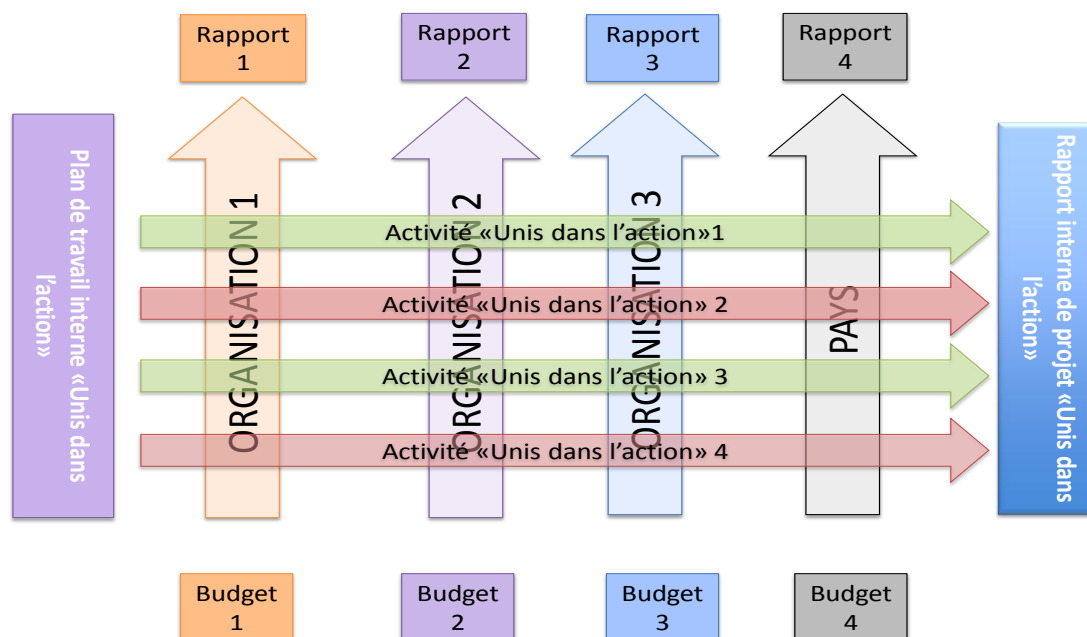 Rapport
1
Rapport
2
Rapport
3
Rapport
4
Plan de travail interne «Unis dans
l’action»
ORGANISATION 1
ORGANISATION 2
ORGANISATION 3
PAYS
Activité «Unis dans l’action»1
Activité «Unis dans l’action» 2
Activité «Unis dans l’action» 3
Activité «Unis dans l’action» 4
Rapport interne de projet «Unis dans
l’action»
Budget
1
Budget
2
Budget
3
Budget
4